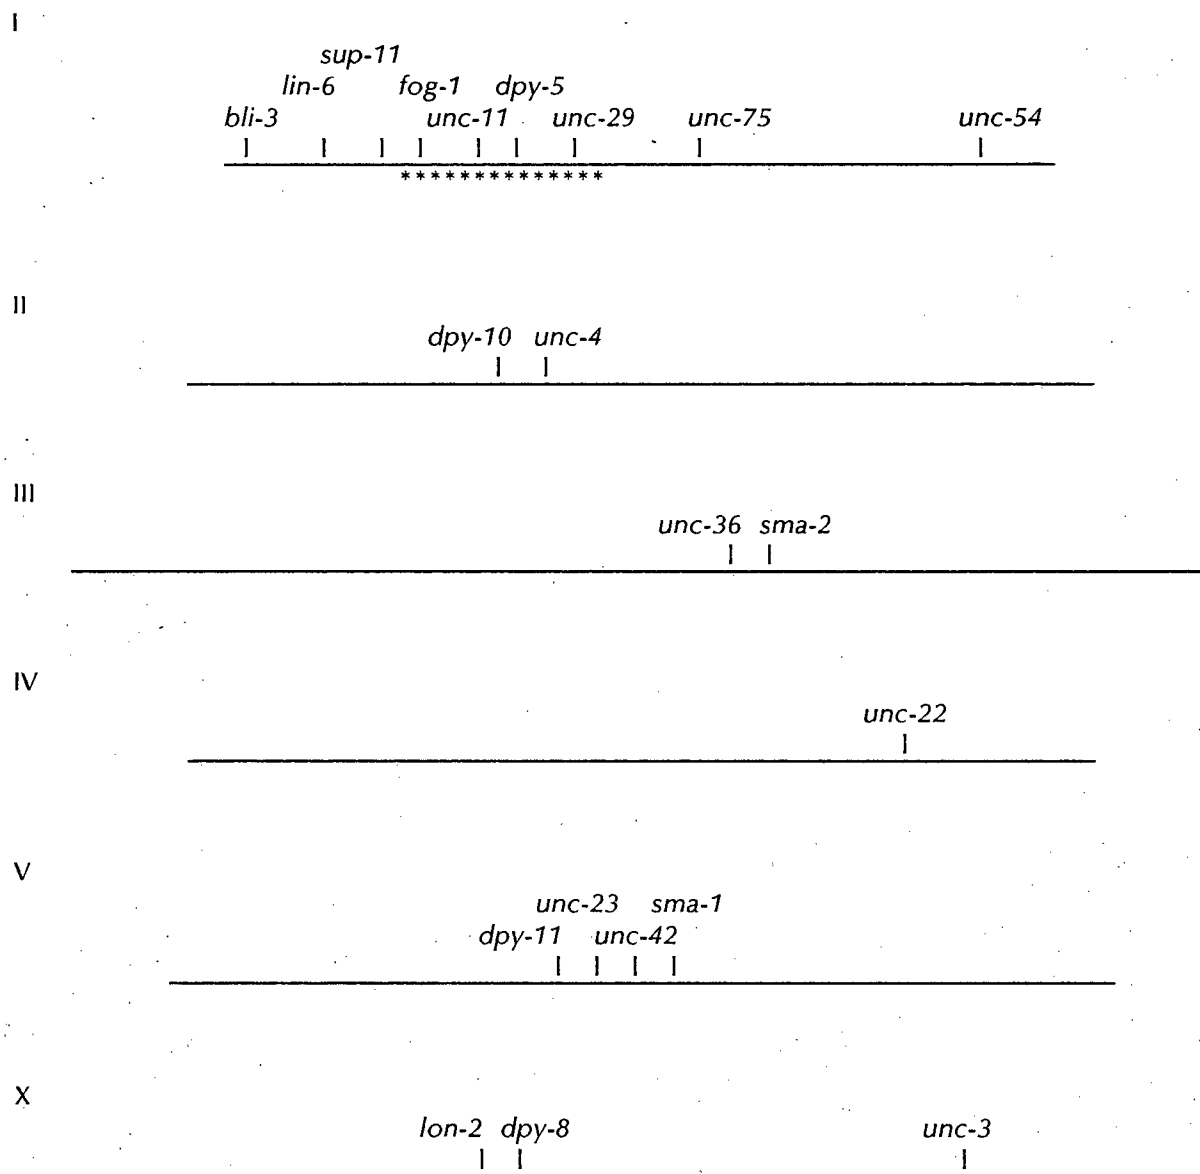 I
sup-11
lin-6 fog-1 dpy-5
bli-3 unc-11 unc-29 unc-75 unc-54
**************
II
dpy-10 unc-4
III
unc-36 sma-2
IV
unc-22
V
unc-23 sma-1
dpy-11 unc-42
X
lon-2 dpy-8 unc-3